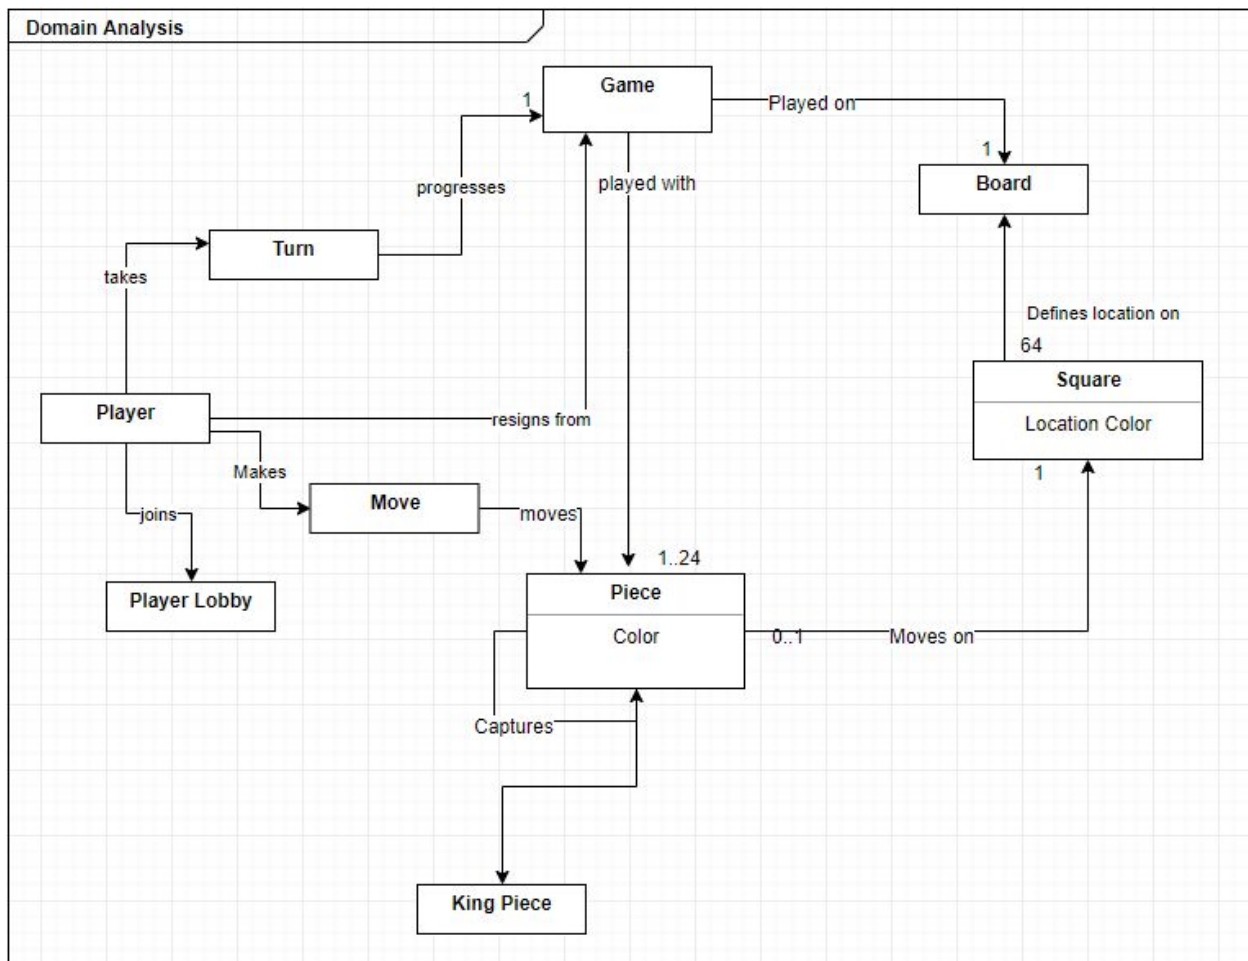 Domain Analysis
Game
1
Played on
1
Board
progresses
played with
Turn
takes
Defines location on
64
Square
Location Color
1
Player
resigns from
Makes
Move
moves
joins
Player Lobby
1..24
Piece
Color
0..1
Moves on
Captures
King Piece